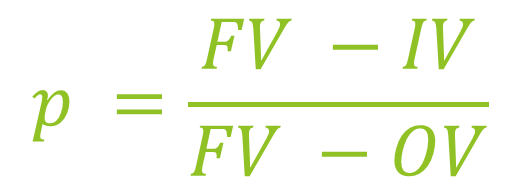 FV − IV
p =
FV − OV